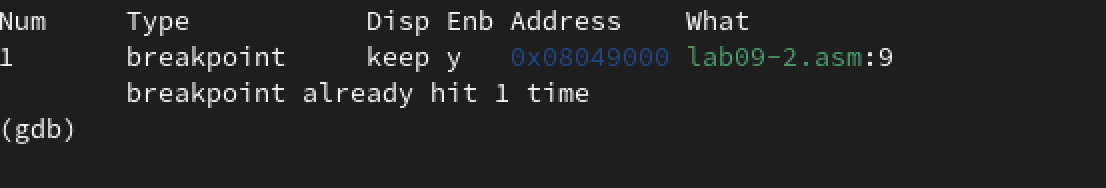 Num     Type           Disp Enb Address    What
1       breakpoint     keep y   0x08049000 lab09-2.asm:9
        breakpoint already hit 1 time
(gdb)